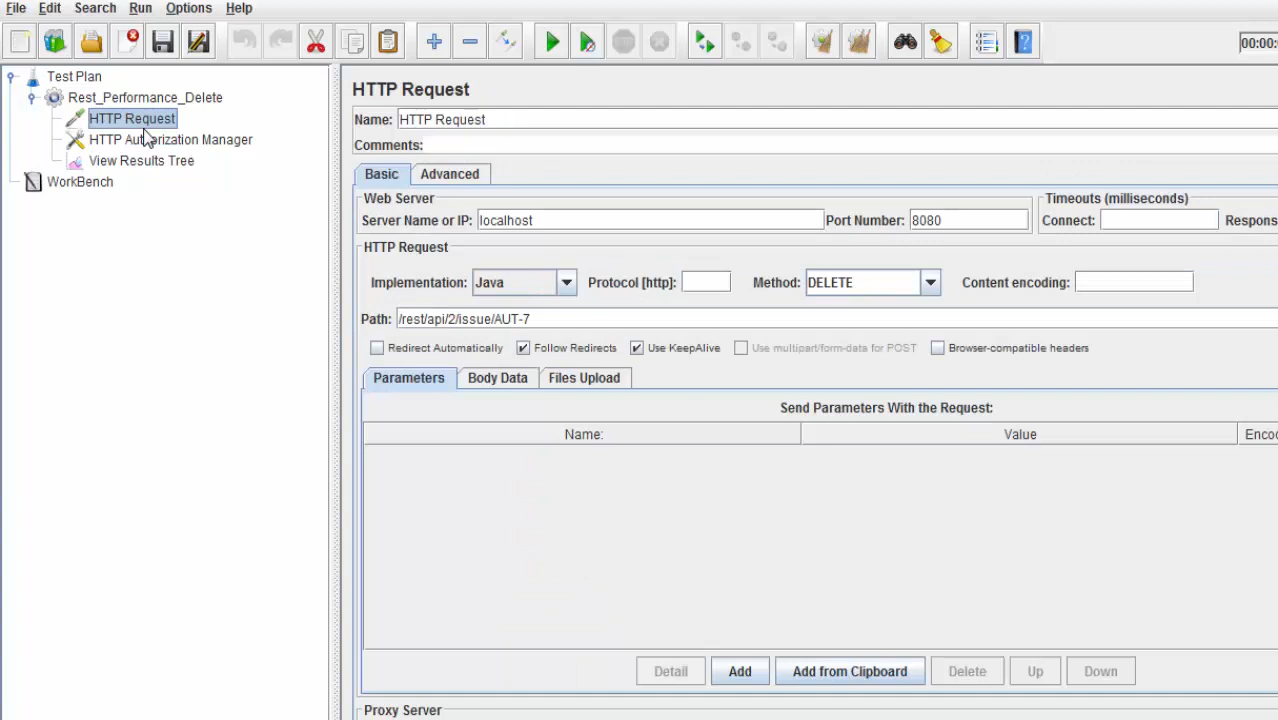 File Edit Search Run Options Help
00:00:
Test Plan
Rest_Performance_Delete
HTTP Request
HTTP Authorization Manager
View Results Tree
WorkBench
HTTP Request
Name: HTTP Request
Comments:
Basic Advanced
Web Server
Server Name or IP: localhost Port Number: 8080
Timeouts (milliseconds)
Connect: Respons
HTTP Request
Implementation: Java Protocol [http]: Method: DELETE Content encoding:
Path: /rest/api/2/issue/AUT-7
Redirect Automatically Follow Redirects Use KeepAlive Use multipart/form-data for POST Browser-compatible headers
Parameters Body Data Files Upload
Send Parameters With the Request:
Name: Value Enco
Detail Add Add from Clipboard Delete Up Down
Proxy Server